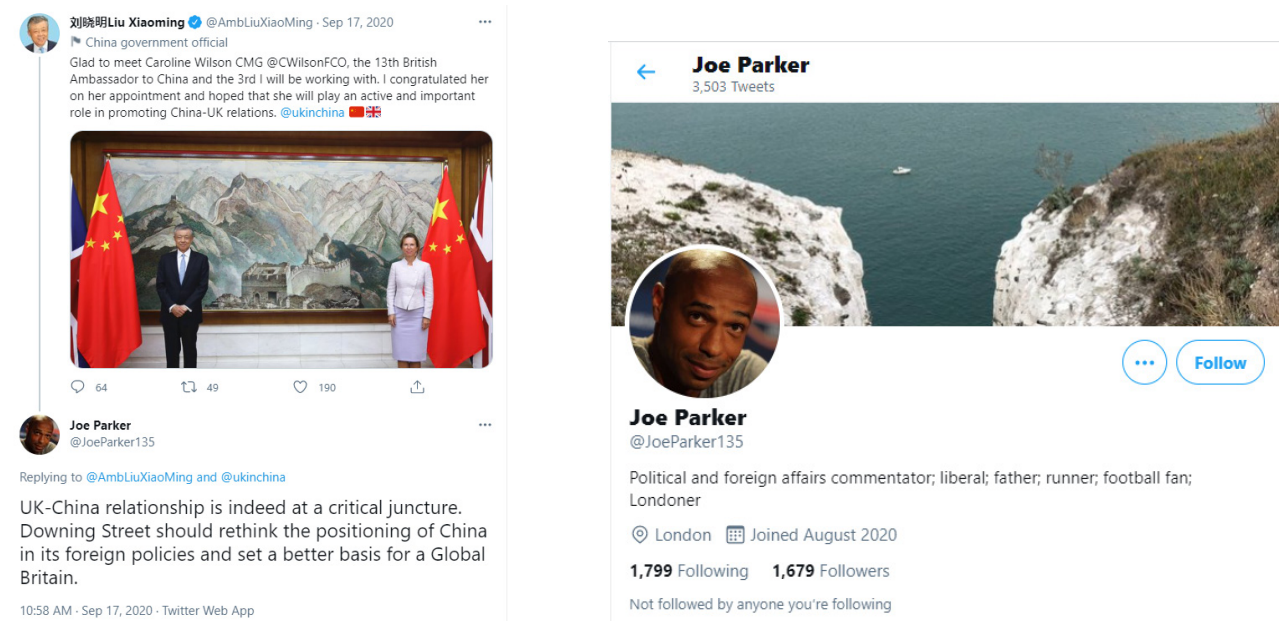 刘晓明Liu Xiaoming @AmbLiuXiaoMing · Sep 17, 2020
China government official
Glad to meet Caroline Wilson CMG @CWilsonFCO, the 13th British
Ambassador to China and the 3rd I will be working with. I congratulated her
on her appointment and hoped that she will play an active and important
role in promoting China-UK relations. @ukinchina 🇨🇳🇬🇧
64 49 190
Joe Parker
@JoeParker135
Replying to @AmbLiuXiaoMing and @ukinchina
UK-China relationship is indeed at a critical juncture.
Downing Street should rethink the positioning of China
in its foreign policies and set a better basis for a Global
Britain.
10:58 AM · Sep 17, 2020 · Twitter Web App
Joe Parker
3,503 Tweets
Follow
Joe Parker
@JoeParker135
Political and foreign affairs commentator; liberal; father; runner; football fan;
Londoner
London Joined August 2020
1,799 Following 1,679 Followers
Not followed by anyone you're following